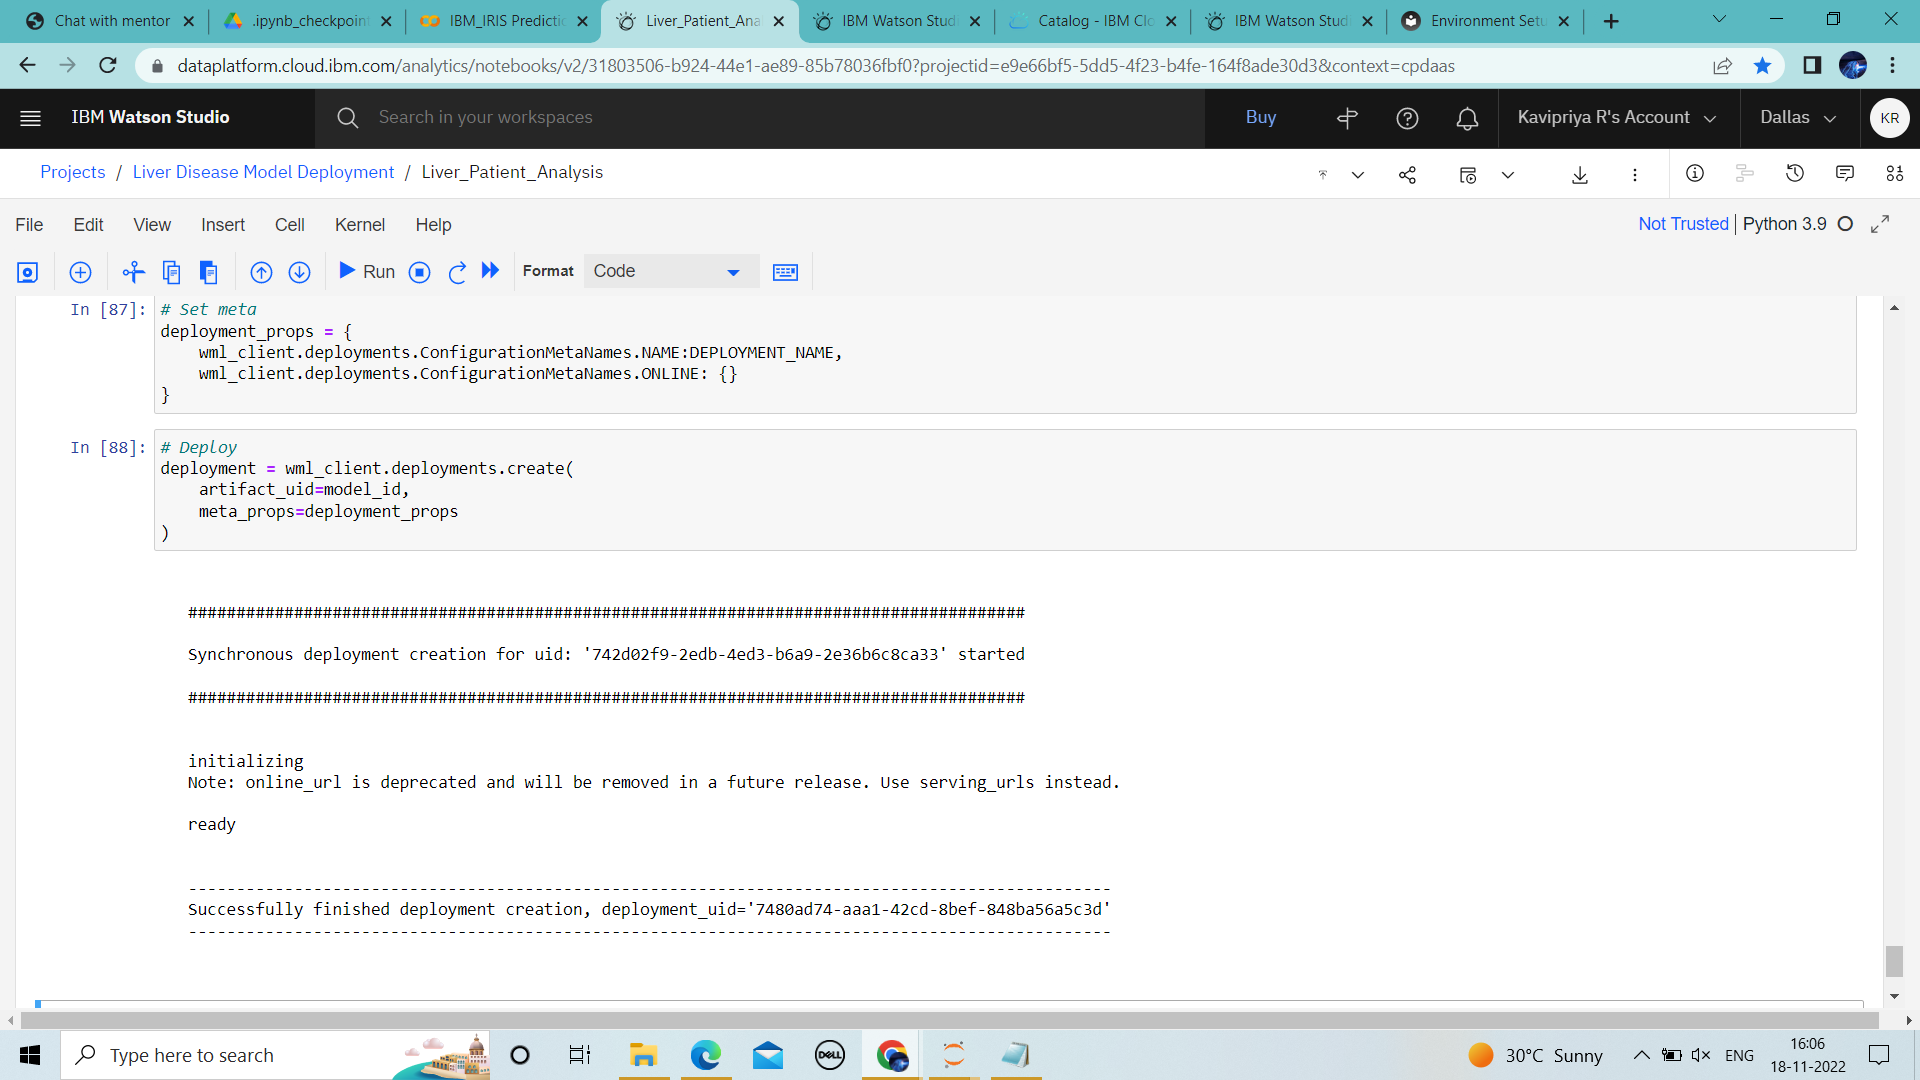 Chat with mentor
.ipynb_checkpoint
IBM_IRIS Predictic
Liver_Patient_Ana
IBM Watson Studi
Catalog - IBM Clo
IBM Watson Studi
Environment Setu
dataplatform.cloud.ibm.com/analytics/notebooks/v2/31803506-b924-44e1-ae89-85b78036fbf0?projectid=e9e66bf5-5dd5-4f23-b4fe-164f8ade30d3&context=cpdaas
IBM Watson Studio
Search in your workspaces
Buy
Kavipriya R's Account
Dallas
KR
Projects / Liver Disease Model Deployment / Liver_Patient_Analysis
File Edit View Insert Cell Kernel Help
Not Trusted Python 3.9
Run
Format
Code
In [87]: # Set meta
deployment_props = {
    wml_client.deployments.ConfigurationMetaNames.NAME:DEPLOYMENT_NAME,
    wml_client.deployments.ConfigurationMetaNames.ONLINE: {}
}
In [88]: # Deploy
deployment = wml_client.deployments.create(
    artifact_uid=model_id,
    meta_props=deployment_props
)
#######################################################################################
Synchronous deployment creation for uid: '742d02f9-2edb-4ed3-b6a9-2e36b6c8ca33' started
#######################################################################################
initializing
Note: online_url is deprecated and will be removed in a future release. Use serving_urls instead.
ready
------------------------------------------------------------------------------------------------
Successfully finished deployment creation, deployment_uid='7480ad74-aaa1-42cd-8bef-848ba56a5c3d'
------------------------------------------------------------------------------------------------
Type here to search
DELL
30°C Sunny
ENG
16:06
18-11-2022